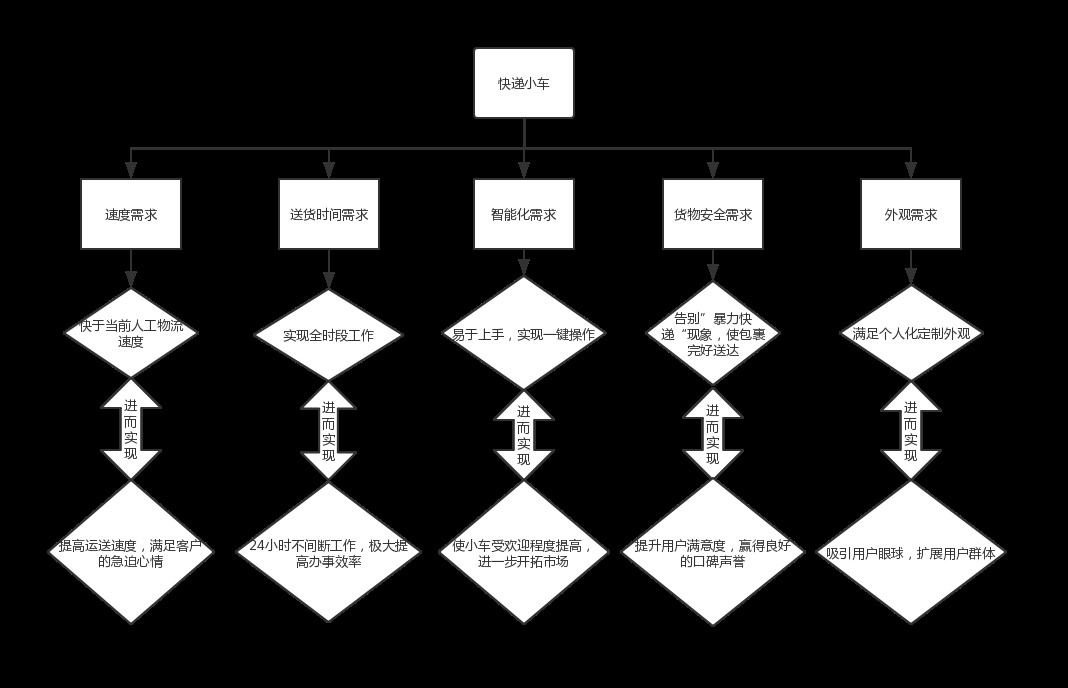 快递小车
速度需求
送货时间需求
智能化需求
货物安全需求
外观需求
快于当前人工物流
速度
实现全时段工作
易于上手，实现一键操作
告别”暴力快
递“现象，使包裹
完好送达
满足个人化定制外观
进
而
实
现
进
而
实
现
进
而
实
现
进
而
实
现
进
而
实
现
提高运送速度，满足客户
的急迫心情
24小时不间断工作，极大提
高办事效率
使小车受欢迎程度提高，
进一步开拓市场
提升用户满意度，赢得良好
的口碑声誉
吸引用户眼球，扩展用户群体